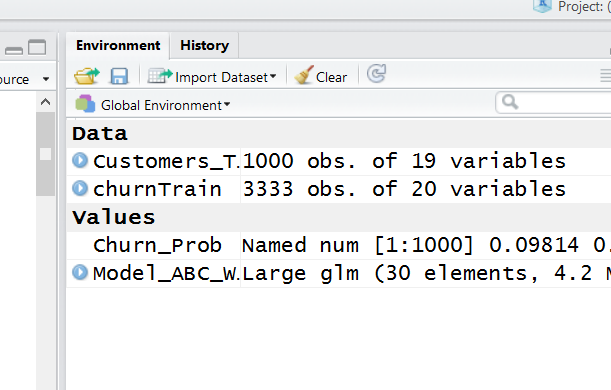 Project: (
Environment History
ource
Import Dataset Clear
Global Environment
Data
Customers_T. 1000 obs. of 19 variables
churnTrain 3333 obs. of 20 variables
Values
Churn_Prob Named num [1:1000] 0.09814 0.
Model_ABC_W. Large glm (30 elements, 4.2 M